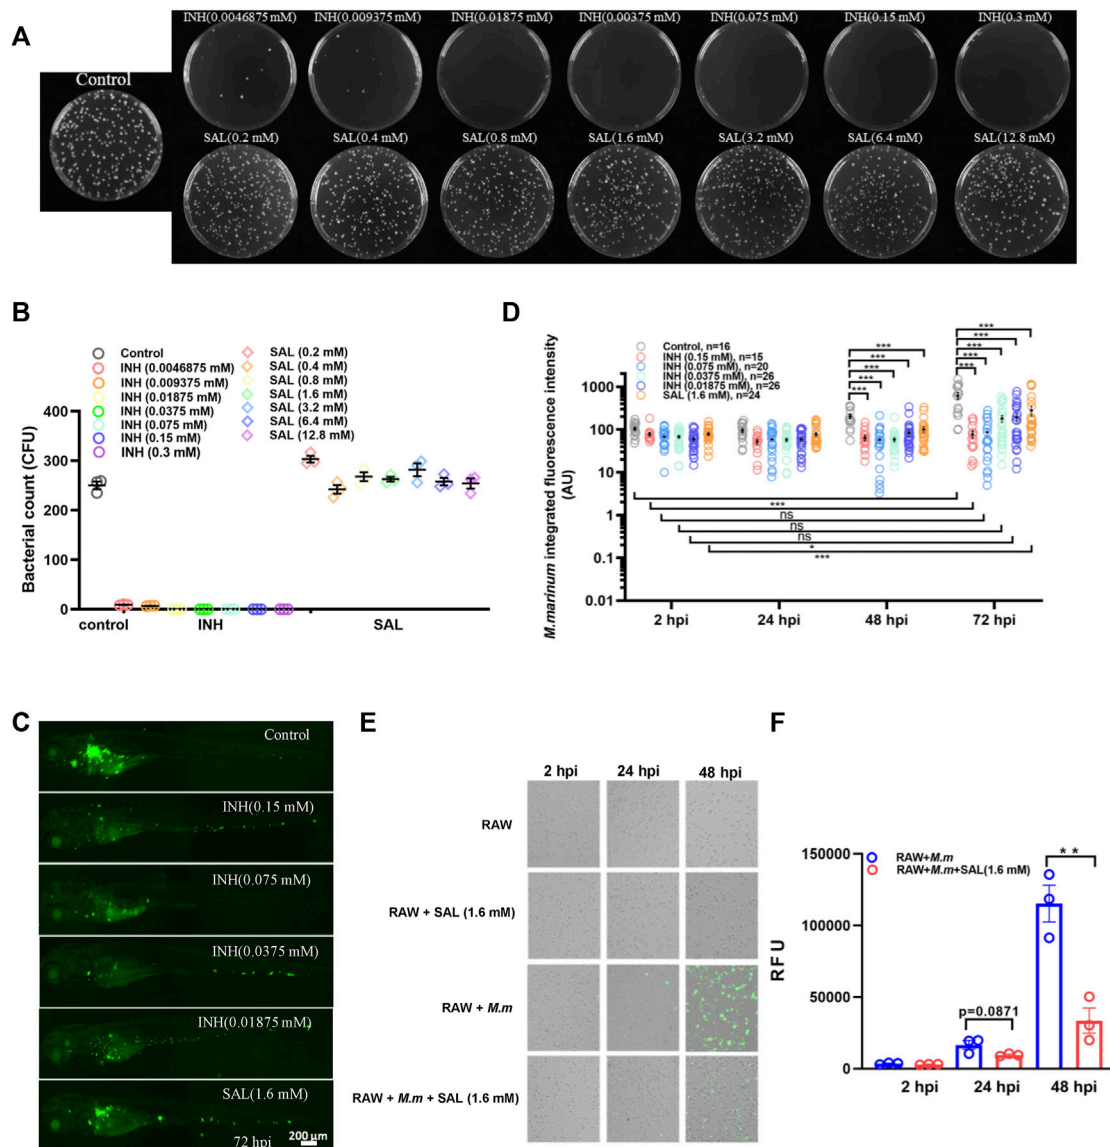 A
Control
INH(0.0046875 mM)
INH(0.009375 mM)
INH(0.01875 mM)
INH(0.00375 mM)
INH(0.075 mM)
INH(0.15 mM)
INH(0.3 mM)
SAL(0.2 mM)
SAL(0.4 mM)
SAL(0.8 mM)
SAL(1.6 mM)
SAL(3.2 mM)
SAL(6.4 mM)
SAL(12.8 mM)
B
Bacterial count (CFU)
400
300
200
100
0
Control
INH (0.0046875 mM)
INH (0.009375 mM)
INH (0.01875 mM)
INH (0.0375 mM)
INH (0.075 mM)
INH (0.15 mM)
INH (0.3 mM)
SAL (0.2 mM)
SAL (0.4 mM)
SAL (0.8 mM)
SAL (1.6 mM)
SAL (3.2 mM)
SAL (6.4 mM)
SAL (12.8 mM)
control
INH
SAL
D
M.marinum integrated fluorescence intensity
(AU)
1000
100
10
1
0.1
0.01
Control, n=16
INH (0.15 mM), n=15
INH (0.075 mM), n=20
INH (0.0375 mM), n=26
INH (0.01875 mM), n=26
SAL (1.6 mM), n=24
***
***
***
***
***
***
***
***
***
***
***
ns
ns
ns
*
***
2 hpi
24 hpi
48 hpi
72 hpi
C
Control
INH(0.15 mM)
INH(0.075 mM)
INH(0.0375 mM)
INH(0.01875 mM)
SAL(1.6 mM)
72 hpi
200 μm
E
2 hpi
24 hpi
48 hpi
RAW
RAW + SAL (1.6 mM)
RAW + M.m
RAW + M.m + SAL (1.6 mM)
F
RFU
150000
100000
50000
0
RAW+M.m
RAW+M.m+SAL(1.6 mM)
p=0.0871
**
2 hpi
24 hpi
48 hpi